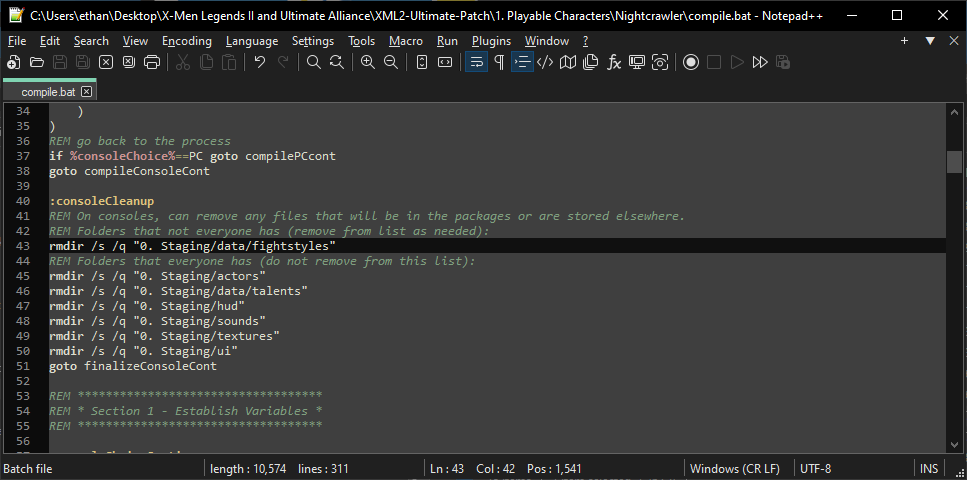 C:\Users\ethan\Desktop\X-Men Legends II and Ultimate Alliance\XML2-Ultimate-Patch\1. Playable Characters\Nightcrawler\compile.bat - Notepad++
File Edit Search View Encoding Language Settings Tools Macro Run Plugins Window ?
compile.bat
34 )
35 )
36 REM go back to the process
37 if %consoleChoice%==PC goto compilePCcont
38 goto compileConsoleCont
39
40 :consoleCleanup
41 REM On consoles, can remove any files that will be in the packages or are stored elsewhere.
42 REM Folders that not everyone has (remove from list as needed):
43 rmdir /s /q "0. Staging/data/fightstyles"
44 REM Folders that everyone has (do not remove from this list):
45 rmdir /s /q "0. Staging/actors"
46 rmdir /s /q "0. Staging/data/talents"
47 rmdir /s /q "0. Staging/hud"
48 rmdir /s /q "0. Staging/sounds"
49 rmdir /s /q "0. Staging/textures"
50 rmdir /s /q "0. Staging/ui"
51 goto finalizeConsoleCont
52
53 REM ***********************************
54 REM * Section 1 - Establish Variables *
55 REM ***********************************
56
Batch file length : 10,574 lines : 311 Ln : 43 Col : 42 Pos : 1,541 Windows (CR LF) UTF-8 INS